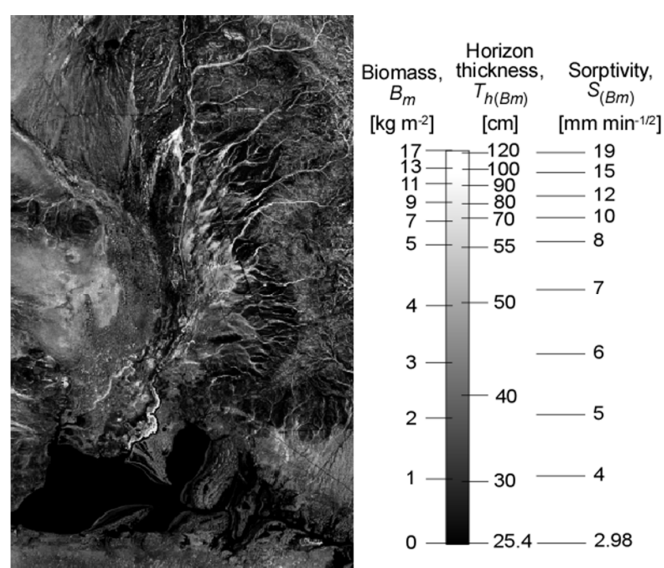 Biomass,
Bm
[kg m-2]
Horizon
thickness,
Th(Bm)
[cm]
Sorptivity,
S(Bm)
[mm min-1/2]
17 120 19
13 100 15
11 90 12
9 80 10
7 70 8
5 55 7
4 50 6
3 40 5
2 30 4
1 25.4 2.98
0